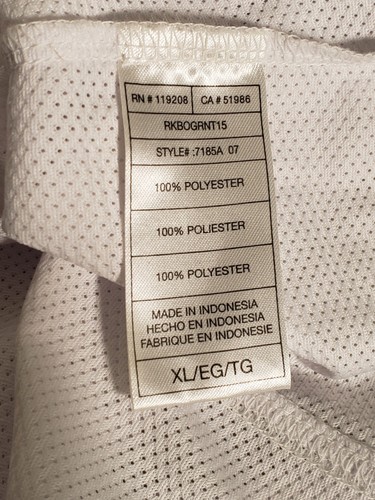 RN # 119208 CA # 51986
RKBOGRNT15
STYLE# :7185A 07
100% POLYESTER
100% POLIESTER
100% POLYESTER
MADE IN INDONESIA
HECHO EN INDONESIA
FABRIQUE EN INDONESIE
XL/EG/TG